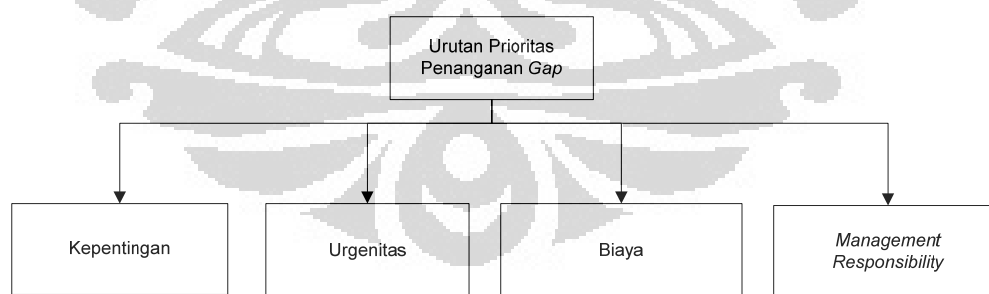 Urutan Prioritas
Penanganan Gap
Kepentingan
Urgenitas
Biaya
Management
Responsibility